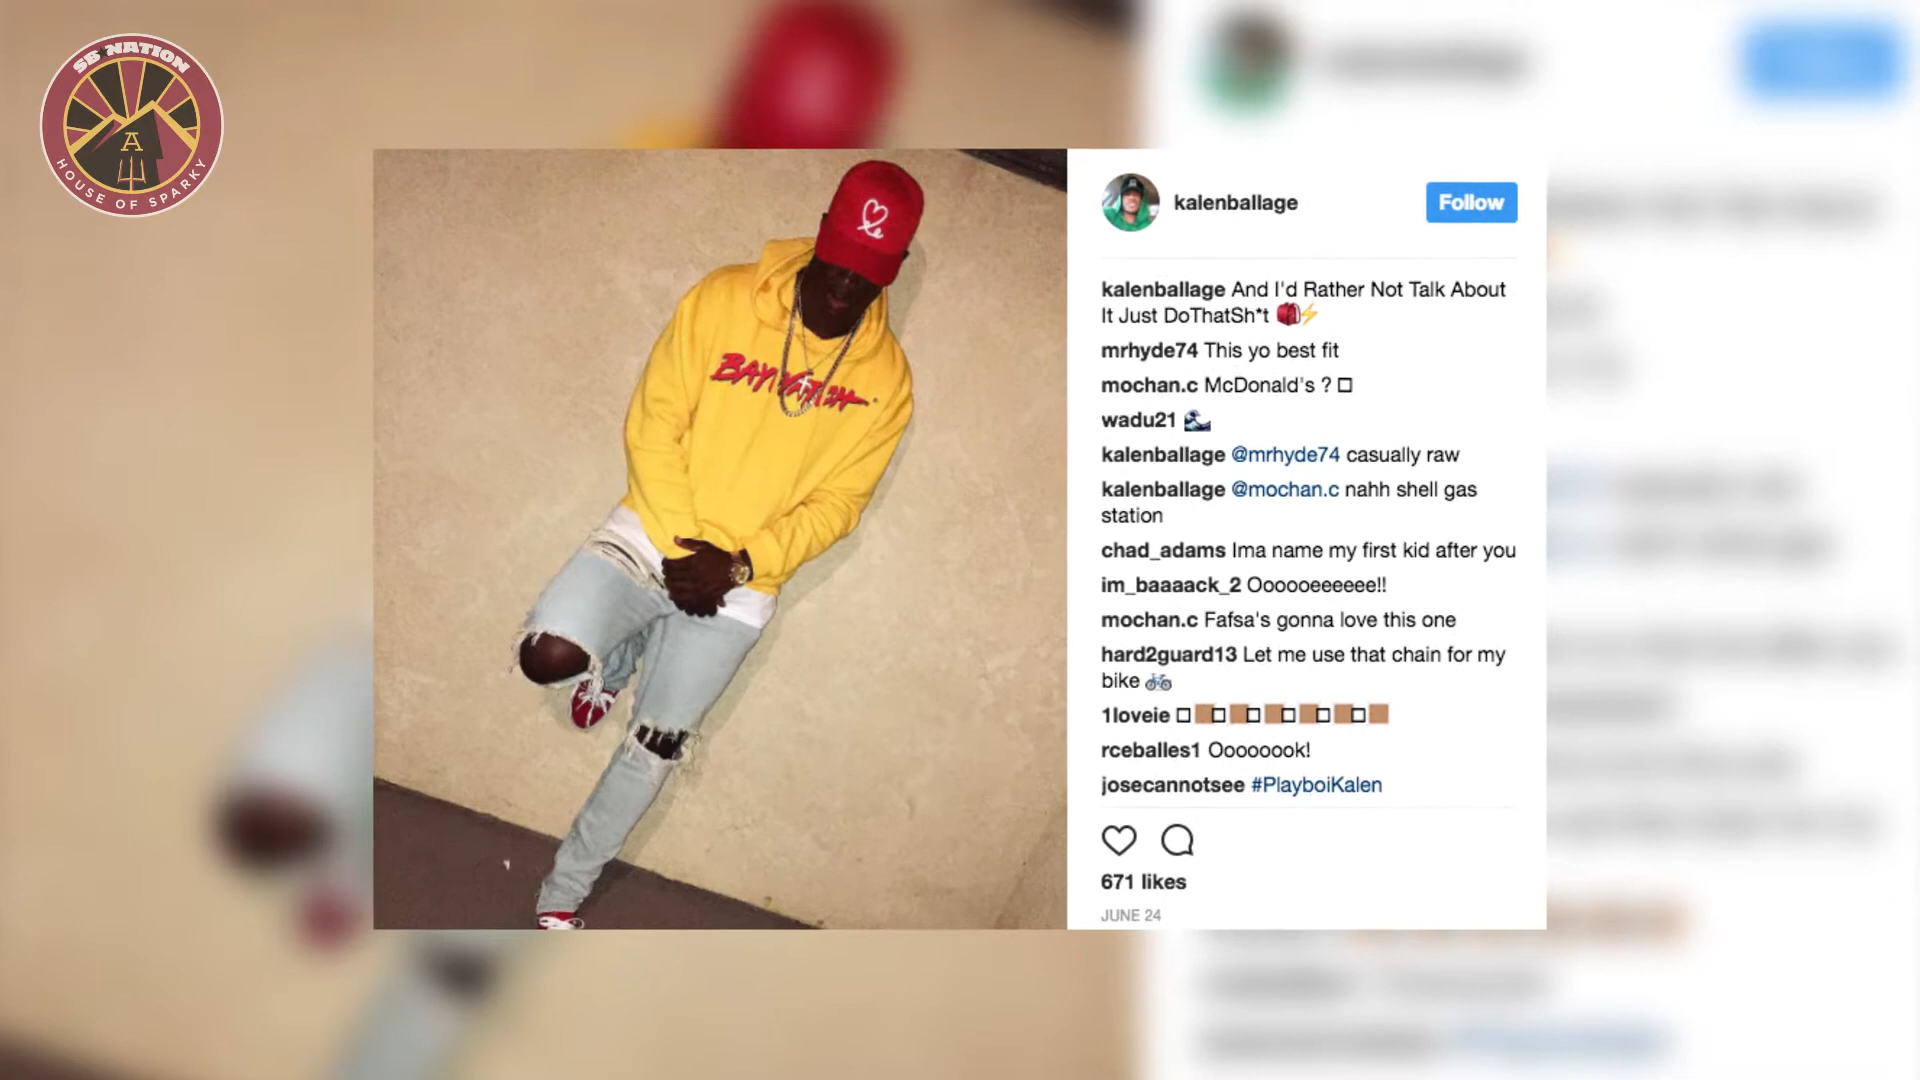 SB NATION
HOUSE OF SPARKY
A
BAYWATCH
kalenballage
Follow
kalenballage And I'd Rather Not Talk About
It Just DoThatSh*t 🎒⚡
mrhyde74 This yo best fit
mochan.c McDonald's ? □
wadu21 🌊
kalenballage @mrhyde74 casually raw
kalenballage @mochan.c nahh shell gas
station
chad_adams Ima name my first kid after you
im_baaaack_2 Oooooeeeeee!!
mochan.c Fafsa's gonna love this one
hard2guard13 Let me use that chain for my
bike 🚲
1loveie □🏽□🏽□🏽□🏽□🏽□🏽
rceballes1 Oooooook!
josecannotsee #PlayboiKalen
671 likes
JUNE 24